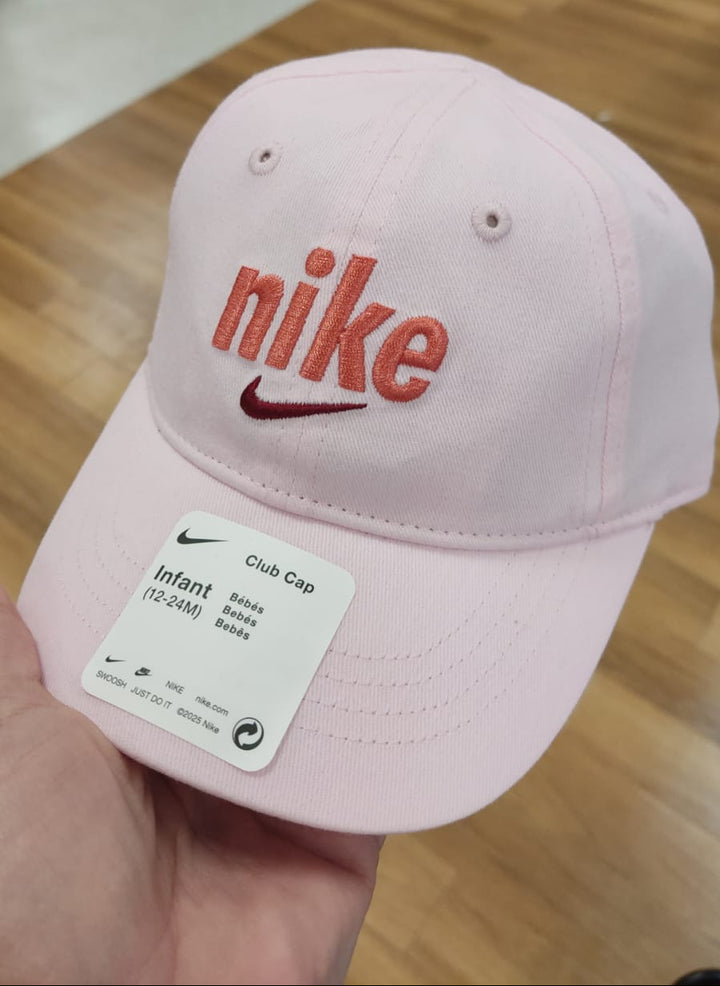 nike
Club Cap
Infant
(12-24M)
Bébés
Bebés
Bebês
NIKE nike.com
SWOOSH JUST DO IT ©2025 Nike